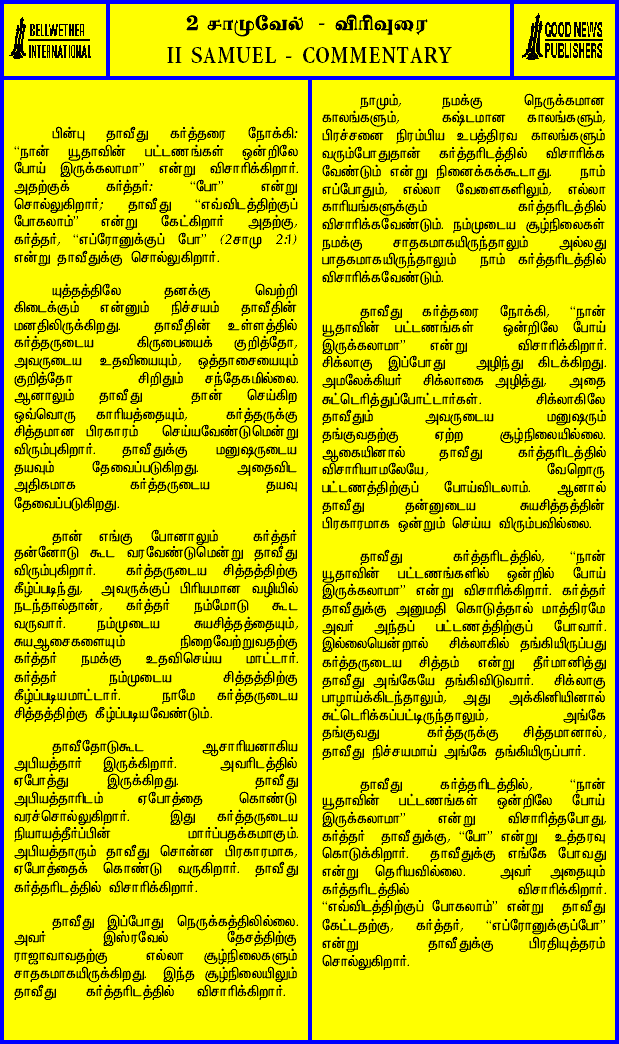 BELLWETHER
INTERNATIONAL
2 சாமுவேல் - விரிவுரை
II SAMUEL - COMMENTARY
GOOD NEWS
PUBLISHERS
பின்பு தாவீது கர்த்தரை நோக்கி:
“நான் யூதாவின் பட்டணங்கள் ஒன்றிலே
போய் இருக்கலாமா” என்று விசாரிக்கிறார்.
அதற்குக் கர்த்தர்: “போ” என்று
சொல்லுகிறார்; தாவீது “எவ்விடத்திற்குப்
போகலாம்” என்று கேட்கிறார் அதற்கு,
கர்த்தர், “எப்ரோனுக்குப் போ” (2சாமு 2:1)
என்று தாவீதுக்கு சொல்லுகிறார்.
யுத்தத்திலே தனக்கு வெற்றி
கிடைக்கும் என்னும் நிச்சயம் தாவீதின்
மனதிலிருக்கிறது. தாவீதின் உள்ளத்தில்
கர்த்தருடைய கிருபையைக் குறித்தோ,
அவருடைய உதவியையும், ஒத்தாசையையும்
குறித்தோ சிறிதும் சந்தேகமில்லை.
ஆனாலும் தாவீது தான் செய்கிற
ஒவ்வொரு காரியத்தையும், கர்த்தருக்கு
சித்தமான பிரகாரம் செய்யவேண்டுமென்று
விரும்புகிறார். தாவீதுக்கு மனுஷருடைய
தயவும் தேவைப்படுகிறது. அதைவிட
அதிகமாக கர்த்தருடைய தயவு
தேவைப்படுகிறது.
தான் எங்கு போனாலும் கர்த்தர்
தன்னோடு கூட வரவேண்டுமென்று தாவீது
விரும்புகிறார். கர்த்தருடைய சித்தத்திற்கு
கீழ்ப்படிந்து, அவருக்குப் பிரியமான வழியில்
நடந்தால்தான், கர்த்தர் நம்மோடு கூட
வருவார். நம்முடைய சுயசித்தத்தையும்,
சுயஆசைகளையும் நிறைவேற்றுவதற்கு
கர்த்தர் நமக்கு உதவிசெய்ய மாட்டார்.
கர்த்தர் நம்முடைய சித்தத்திற்கு
கீழ்ப்படியமாட்டார். நாமே கர்த்தருடைய
சித்தத்திற்கு கீழ்ப்படியவேண்டும்.
தாவீதோடுகூட ஆசாரியனாகிய
அபியத்தார் இருக்கிறார். அவரிடத்தில்
ஏபோத்து இருக்கிறது. தாவீது
அபியத்தாரிடம் ஏபோத்தை கொண்டு
வரச்சொல்லுகிறார். இது கர்த்தருடைய
நியாயத்தீர்ப்பின் மார்ப்பதக்கமாகும்.
அபியத்தாரும் தாவீது சொன்ன பிரகாரமாக,
ஏபோத்தைக் கொண்டு வருகிறார். தாவீது
கர்த்தரிடத்தில் விசாரிக்கிறார்.
தாவீது இப்போது நெருக்கத்திலில்லை.
அவர் இஸ்ரவேல் தேசத்திற்கு
ராஜாவாவதற்கு எல்லா சூழ்நிலைகளும்
சாதகமாகயிருக்கிறது. இந்த சூழ்நிலையிலும்
தாவீது கர்த்தரிடத்தில் விசாரிக்கிறார்.
நாமும், நமக்கு நெருக்கமான
காலங்களும், கஷ்டமான காலங்களும்,
பிரச்சனை நிரம்பிய உபத்திரவ காலங்களும்
வரும்போதுதான் கர்த்தரிடத்தில் விசாரிக்க
வேண்டும் என்று நினைக்கக்கூடாது. நாம்
எப்போதும், எல்லா வேளைகளிலும், எல்லா
காரியங்களுக்கும் கர்த்தரிடத்தில்
விசாரிக்கவேண்டும். நம்முடைய சூழ்நிலைகள்
நமக்கு சாதகமாகயிருந்தாலும் அல்லது
பாதகமாகயிருந்தாலும் நாம் கர்த்தரிடத்தில்
விசாரிக்கவேண்டும்.
தாவீது கர்த்தரை நோக்கி, “நான்
யூதாவின் பட்டணங்கள் ஒன்றிலே போய்
இருக்கலாமா” என்று விசாரிக்கிறார்.
சிக்லாகு இப்போது அழிந்து கிடக்கிறது.
அமலேக்கியர் சிக்லாகை அழித்து, அதை
சுட்டெரித்துப்போட்டார்கள். சிக்லாகிலே
தாவீதும் அவருடைய மனுஷரும்
தங்குவதற்கு ஏற்ற சூழ்நிலையில்லை.
ஆகையினால் தாவீது கர்த்தரிடத்தில்
விசாரியாமலேயே, வேறொரு
பட்டணத்திற்குப் போய்விடலாம். ஆனால்
தாவீது தன்னுடைய சுயசித்தத்தின்
பிரகாரமாக ஒன்றும் செய்ய விரும்பவில்லை.
தாவீது கர்த்தரிடத்தில், “நான்
யூதாவின் பட்டணங்களில் ஒன்றில் போய்
இருக்கலாமா” என்று விசாரிக்கிறார். கர்த்தர்
தாவீதுக்கு அனுமதி கொடுத்தால் மாத்திரமே
அவர் அந்தப் பட்டணத்திற்குப் போவார்.
இல்லையென்றால் சிக்லாகில் தங்கியிருப்பது
கர்த்தருடைய சித்தம் என்று தீர்மானித்து
தாவீது அங்கேயே தங்கிவிடுவார். சிக்லாகு
பாழாய்க்கிடந்தாலும், அது அக்கினியினால்
சுட்டெரிக்கப்பட்டிருந்தாலும், அங்கே
தங்குவது கர்த்தருக்கு சித்தமானால்,
தாவீது நிச்சயமாய் அங்கே தங்கியிருப்பார்.
தாவீது கர்த்தரிடத்தில், “நான்
யூதாவின் பட்டணங்கள் ஒன்றிலே போய்
இருக்கலாமா” என்று விசாரித்தபோது,
கர்த்தர் தாவீதுக்கு, “போ” என்று உத்தரவு
கொடுக்கிறார். தாவீதுக்கு எங்கே போவது
என்று தெரியவில்லை. அவர் அதையும்
கர்த்தரிடத்தில் விசாரிக்கிறார்.
“எவ்விடத்திற்குப் போகலாம்” என்று தாவீது
கேட்டதற்கு, கர்த்தர், “எப்ரோனுக்குப்போ”
என்று தாவீதுக்கு பிரதியுத்தரம்
சொல்லுகிறார்.